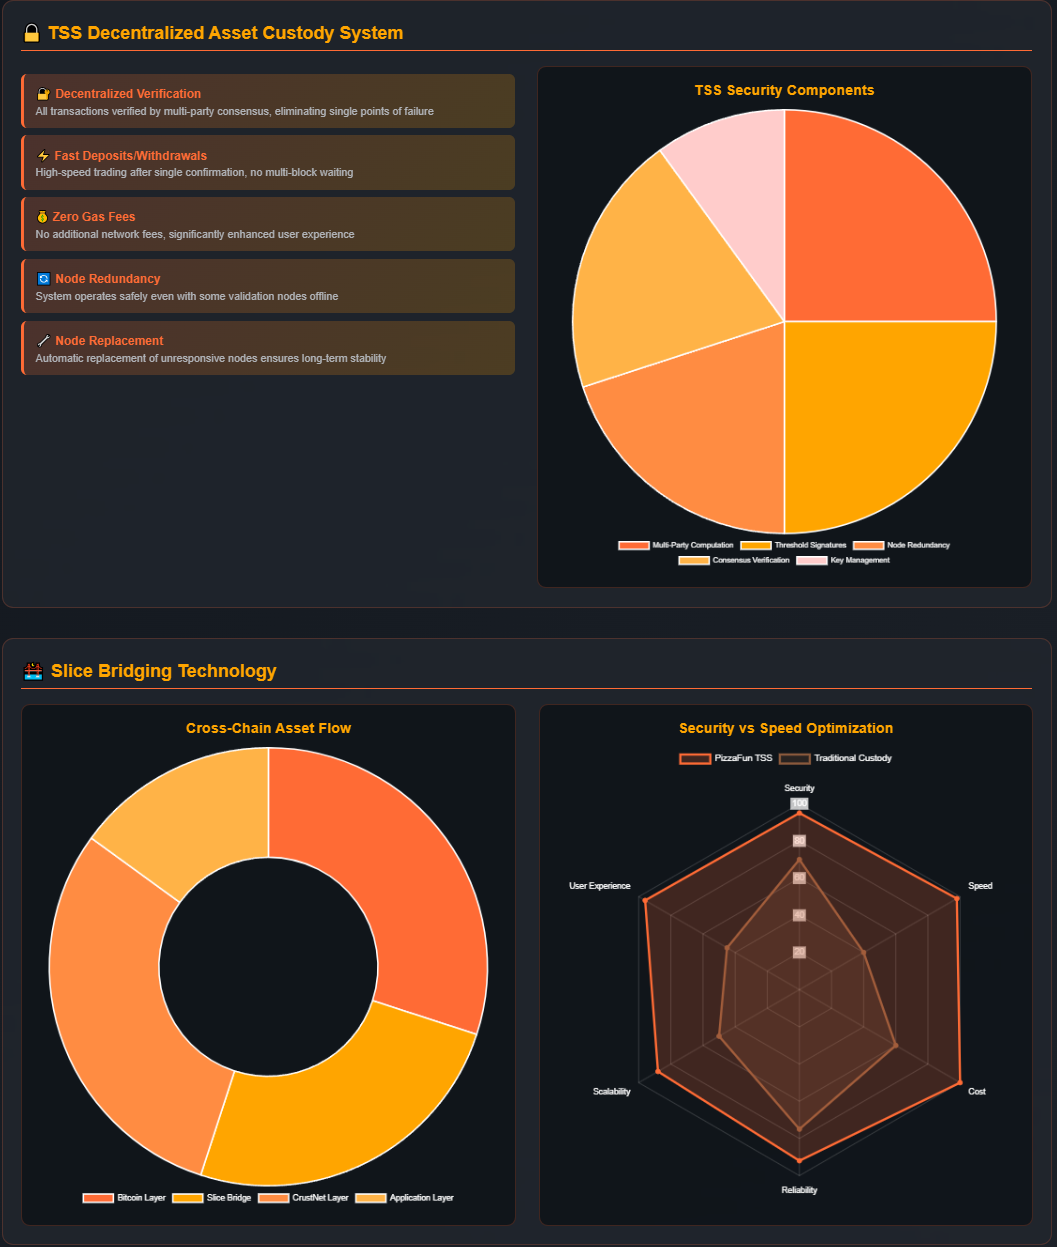 TSS Decentralized Asset Custody System
Decentralized Verification
All transactions verified by multi-party consensus, eliminating single points of failure
Fast Deposits/Withdrawals
High-speed trading after single confirmation, no multi-block waiting
Zero Gas Fees
No additional network fees, significantly enhanced user experience
Node Redundancy
System operates safely even with some validation nodes offline
Node Replacement
Automatic replacement of unresponsive nodes ensures long-term stability
TSS Security Components
Multi-Party Computation Threshold Signatures Node Redundancy
Consensus Verification Key Management
Slice Bridging Technology
Cross-Chain Asset Flow
Bitcoin Layer Slice Bridge CrustNet Layer Application Layer
Security vs Speed Optimization
PizzaFun TSS Traditional Custody
Security
100
80
60
User Experience Speed
40
20
Scalability Cost
Reliability